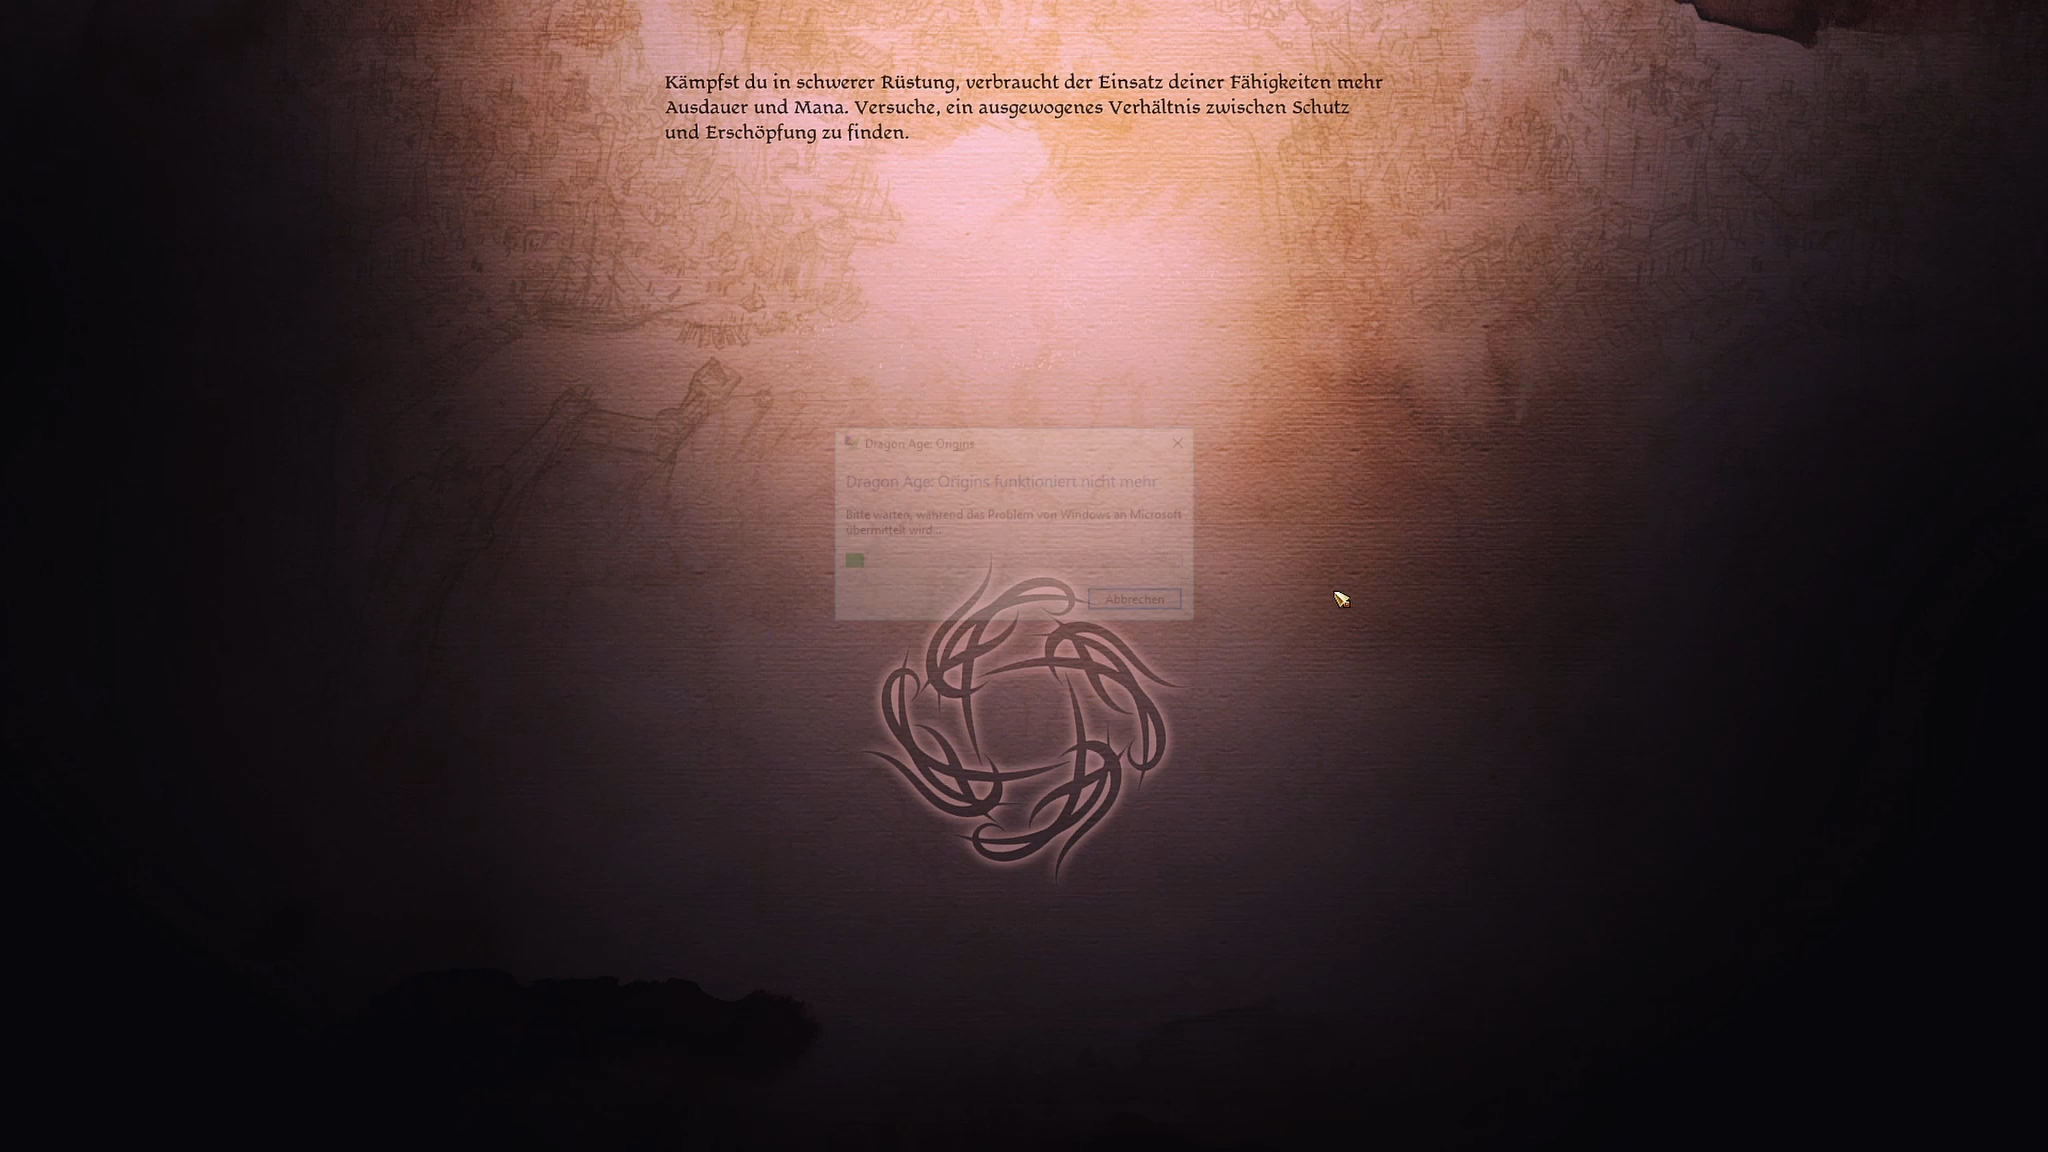 Kämpfst du in schwerer Rüstung, verbraucht der Einsatz deiner Fähigkeiten mehr
Ausdauer und Mana. Versuche, ein ausgewogenes Verhältnis zwischen Schutz
und Erschöpfung zu finden.
Dragon Age: Origins
Dragon Age: Origins funktioniert nicht mehr
Bitte warten, während das Problem von Windows an Microsoft
übermittelt wird...
Abbrechen